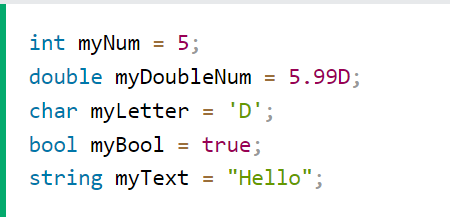 int myNum = 5;
double myDoubleNum = 5.99D;
char myLetter = 'D';
bool myBool = true;
string myText = "Hello";